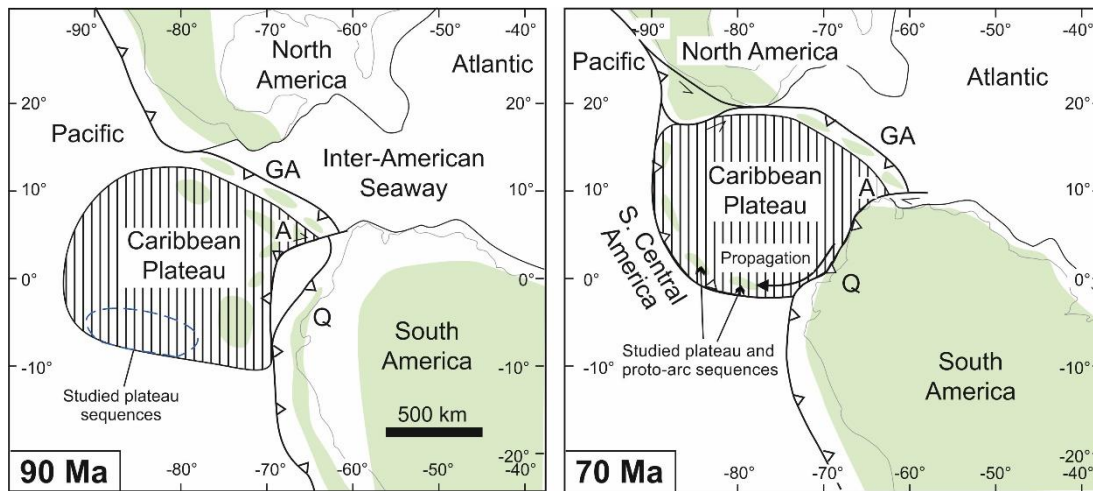 -90° -80° -70° -60° -50° -40°
North
America
Atlantic
20°
20°
Pacific
GA
Inter-American
Seaway
10°
10°
A
Caribbean
Plateau
0°
0°
Q
South
America
-10°
-10°
Studied plateau
sequences
500 km
90 Ma
-80° -70° -60° -50° -40°
-20°
-90° -80° -70° -60° -50° -40°
North America
Pacific
Atlantic
20°
20°
GA
10°
A
10°
Caribbean
Plateau
S. Central
America
Propagation
0°
0°
Q
Studied plateau and
proto-arc sequences
-10°
-10°
South
America
70 Ma
-80° -70° -60° -50° -40°
-20°